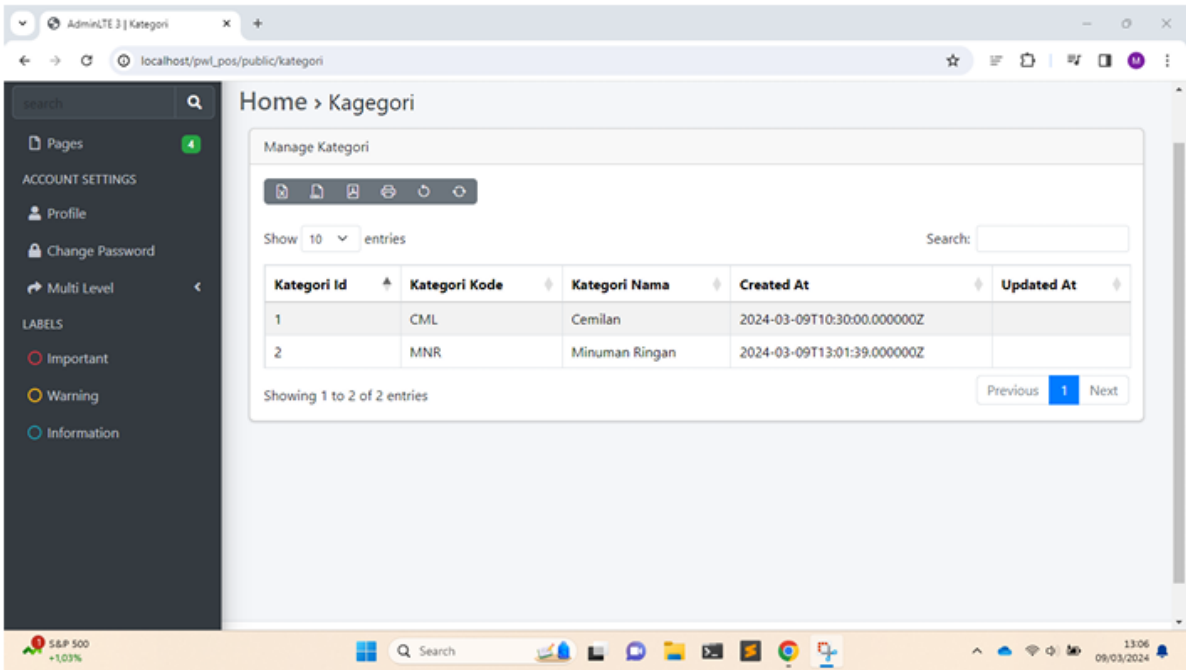 AdminLTE 3 | Kategori
localhost/pwl_pos/public/kategori
M
search
Home › Kagegori
Pages 4
ACCOUNT SETTINGS
Profile
Change Password
Multi Level
LABELS
Important
Warning
Information
Manage Kategori
Show 10 entries
Search:
Kategori Id Kategori Kode Kategori Nama Created At Updated At
1 CML Cemilan 2024-03-09T10:30:00.000000Z
2 MNR Minuman Ringan 2024-03-09T13:01:39.000000Z
Showing 1 to 2 of 2 entries
Previous 1 Next
1
S&P 500
+1,03%
Search
13:06
09/03/2024